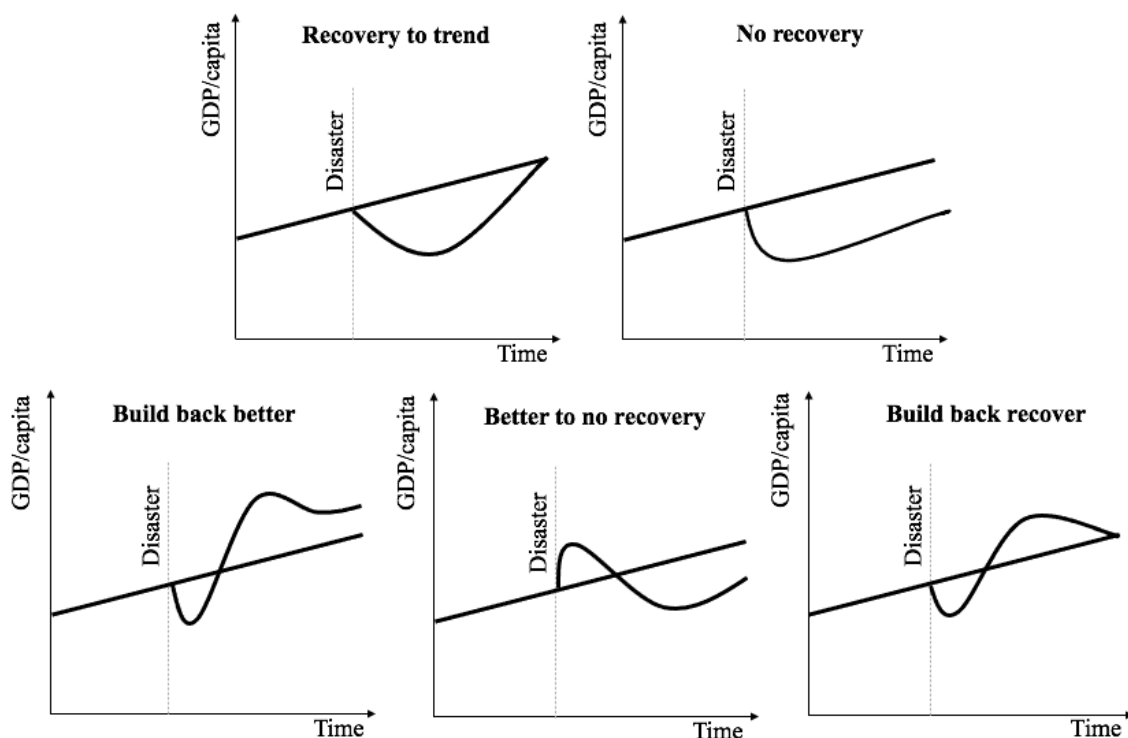 Recovery to trend
GDP/capita
Disaster
Time
No recovery
GDP/capita
Disaster
Time
Build back better
GDP/capita
Disaster
Time
Better to no recovery
GDP/capita
Disaster
Time
Build back recover
GDP/capita
Disaster
Time